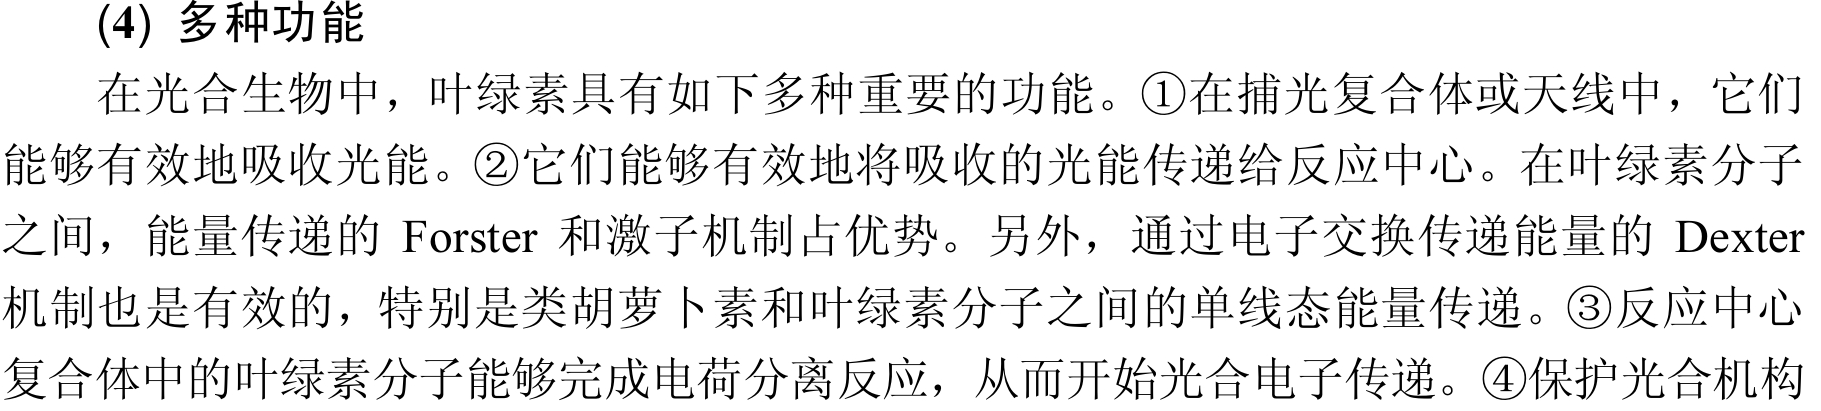 (4) 多种功能
在光合生物中，叶绿素具有如下多种重要的功能。①在捕光复合体或天线中，它们
能够有效地吸收光能。②它们能够有效地将吸收的光能传递给反应中心。在叶绿素分子
之间，能量传递的 Forster 和激子机制占优势。另外，通过电子交换传递能量的 Dexter
机制也是有效的，特别是类胡萝卜素和叶绿素分子之间的单线态能量传递。③反应中心
复合体中的叶绿素分子能够完成电荷分离反应，从而开始光合电子传递。④保护光合机构